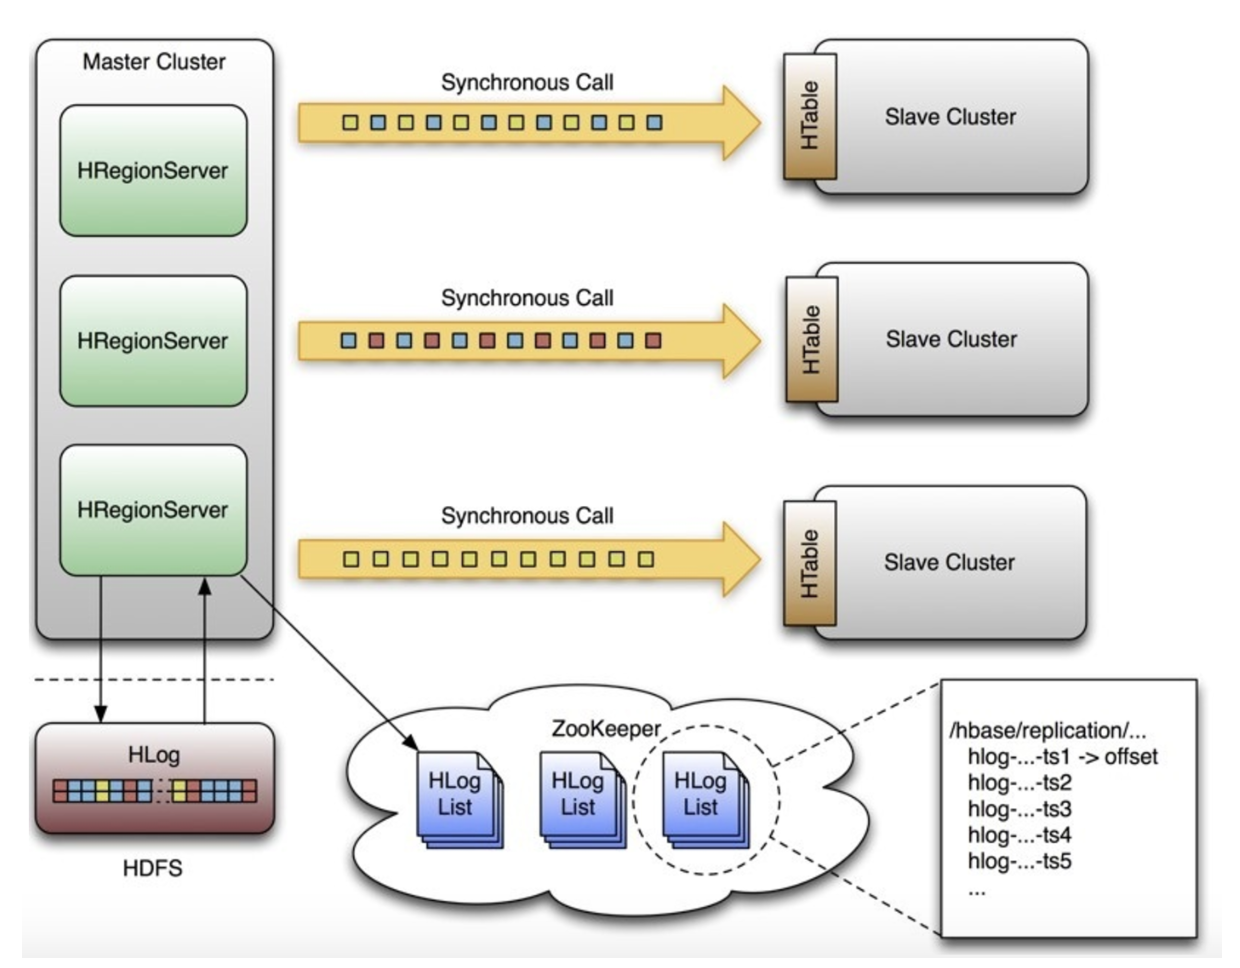 Master Cluster
HRegionServer
HRegionServer
HRegionServer
Synchronous Call
HTable
Slave Cluster
Synchronous Call
HTable
Slave Cluster
Synchronous Call
HTable
Slave Cluster
HLog
HDFS
ZooKeeper
HLog
List
HLog
List
HLog
List
/hbase/replication/...
hlog-...-ts1 -> offset
hlog-...-ts2
hlog-...-ts3
hlog-...-ts4
hlog-...-ts5
...